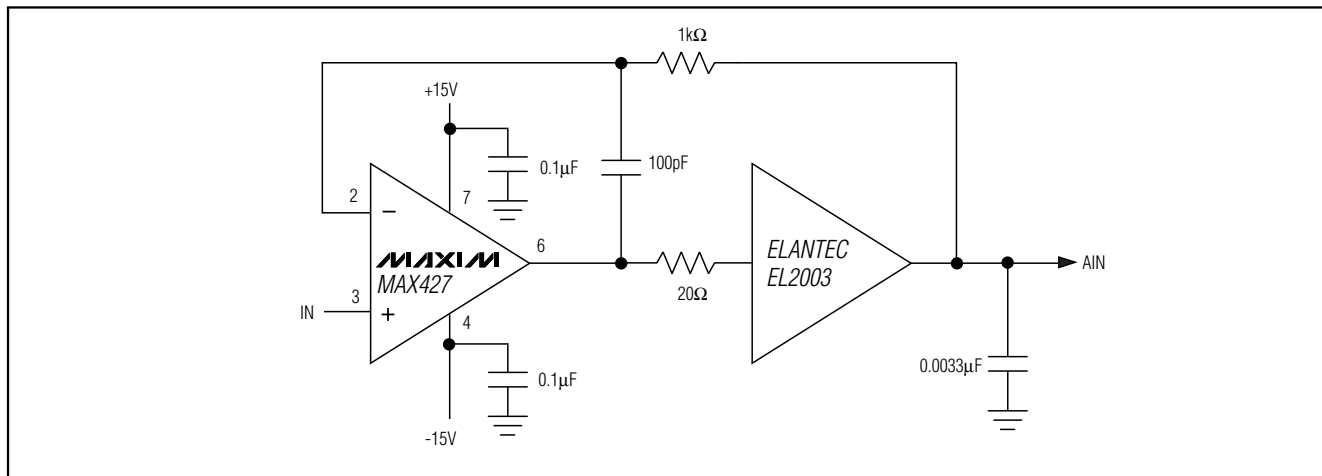 1kΩ
+15V
0.1µF
100pF
2
7
−
MAXIM
MAX427
6
ELANTEC
EL2003
AIN
20Ω
IN
3
+
4
0.1µF
0.0033µF
-15V